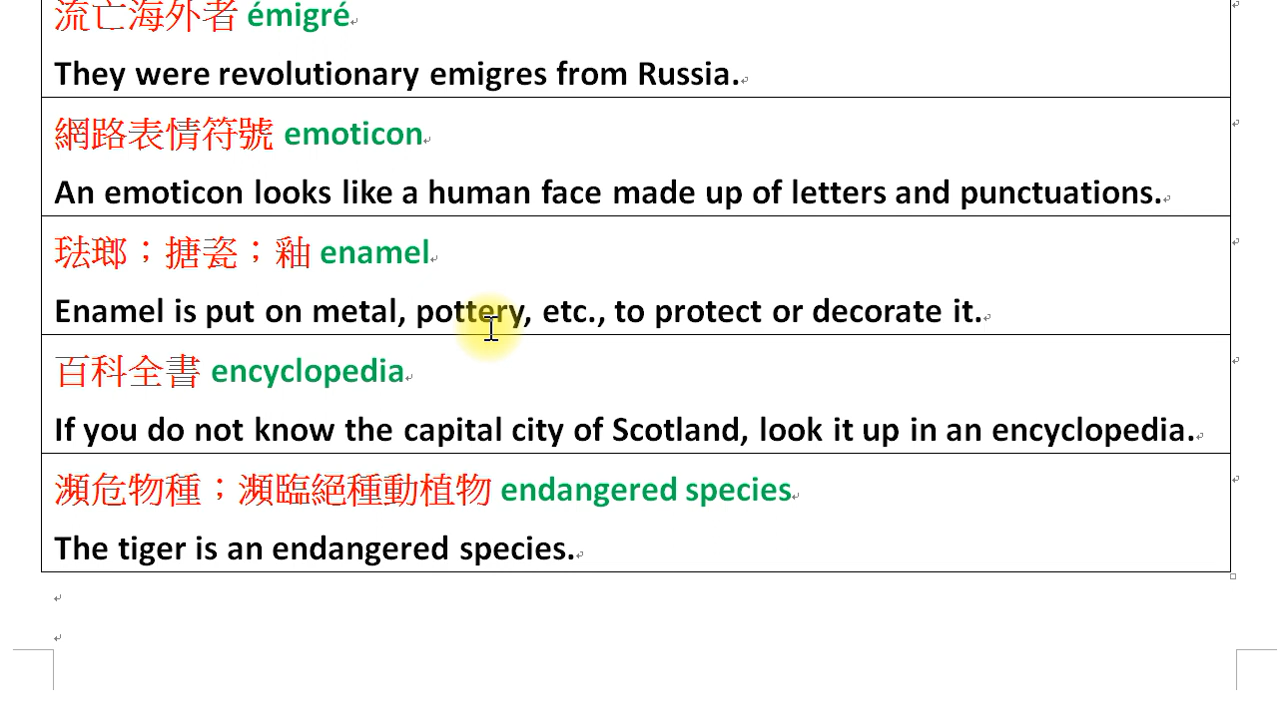 流亡海外者 émigré
They were revolutionary emigres from Russia.
網路表情符號 emoticon
An emoticon looks like a human face made up of letters and punctuations.
琺瑯；搪瓷；釉 enamel
Enamel is put on metal, pottery, etc., to protect or decorate it.
百科全書 encyclopedia
If you do not know the capital city of Scotland, look it up in an encyclopedia.
瀕危物種；瀕臨絕種動植物 endangered species
The tiger is an endangered species.